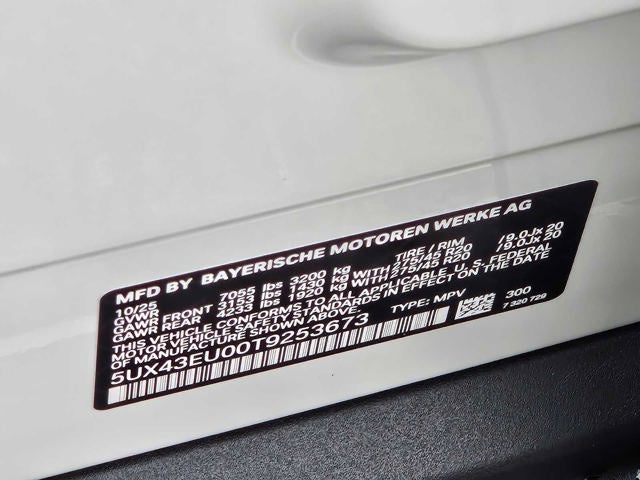 MFD BY BAYERISCHE MOTOREN WERKE AG
10/25 TIRE / RIM
GVWR 7055 lbs 3200 kg
GAWR FRONT 3153 lbs 1430 kg WITH 275/45 R20 /9.0Jx 20
GAWR REAR 4233 lbs 1920 kg WITH 275/45 R20 /9.0Jx 20
THIS VEHICLE CONFORMS TO ALL APPLICABLE U.S. FEDERAL
MOTOR VEHICLE SAFETY STANDARDS IN EFFECT ON THE DATE
OF MANUFACTURE SHOWN ABOVE.
5UX43EU00T9253673 TYPE: MPV 300
7 320 729